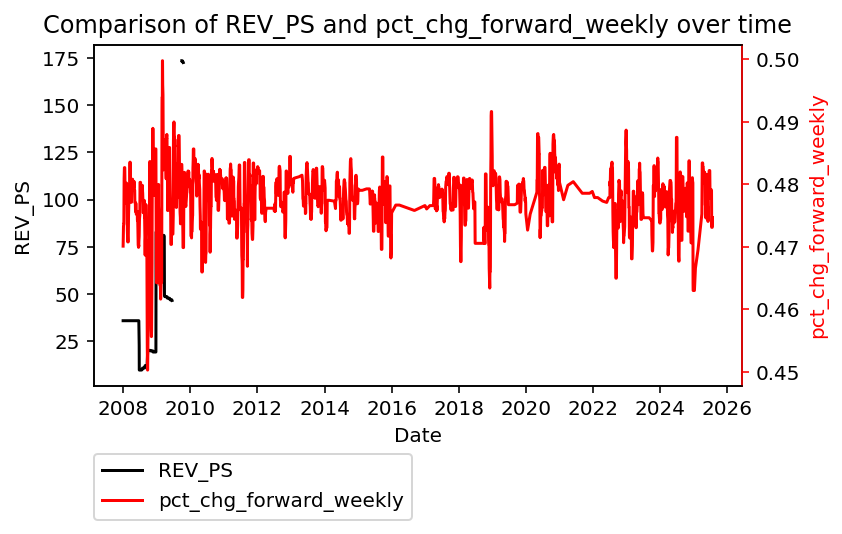 Comparison of REV_PS and pct_chg_forward_weekly over time
175
150
125
100
75
50
25
REV_PS
0.50
0.49
0.48
0.47
0.46
0.45
pct_chg_forward_weekly
2008 2010 2012 2014 2016 2018 2020 2022 2024 2026
Date
REV_PS
pct_chg_forward_weekly